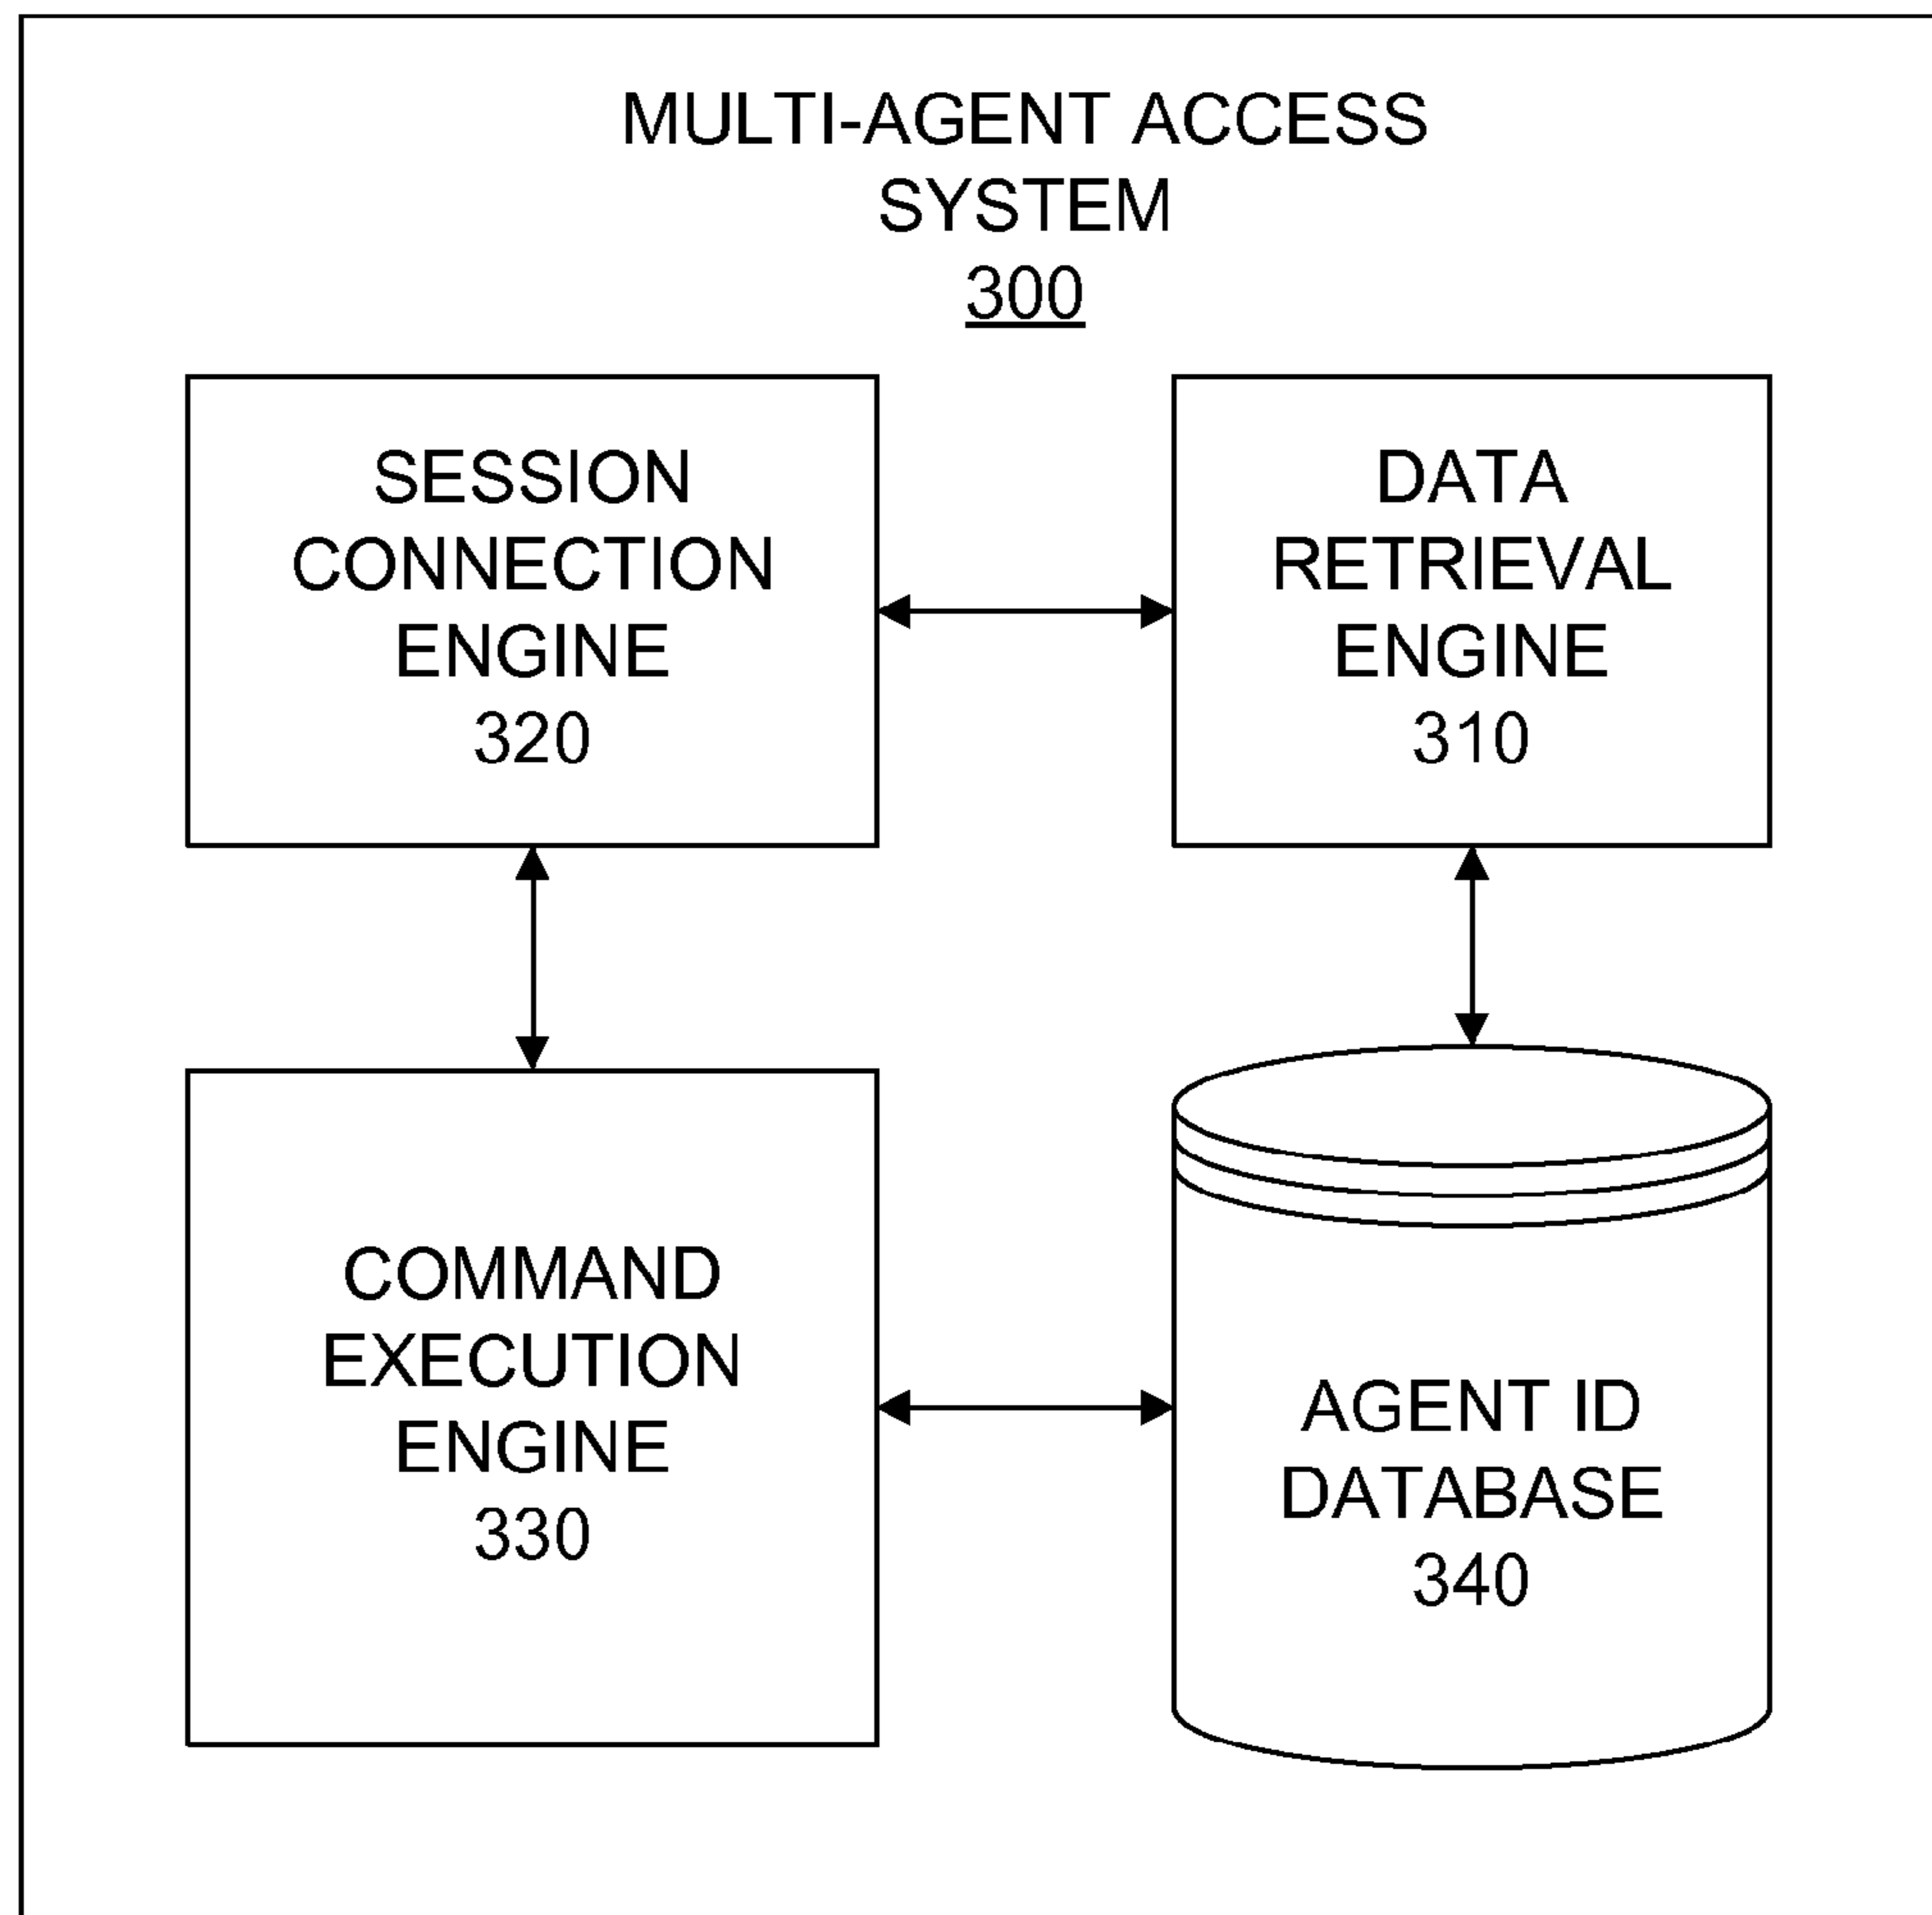 MULTI-AGENT ACCESS
SYSTEM
300
SESSION
CONNECTION
ENGINE
320
DATA
RETRIEVAL
ENGINE
310
COMMAND
EXECUTION
ENGINE
330
AGENT ID
DATABASE
340